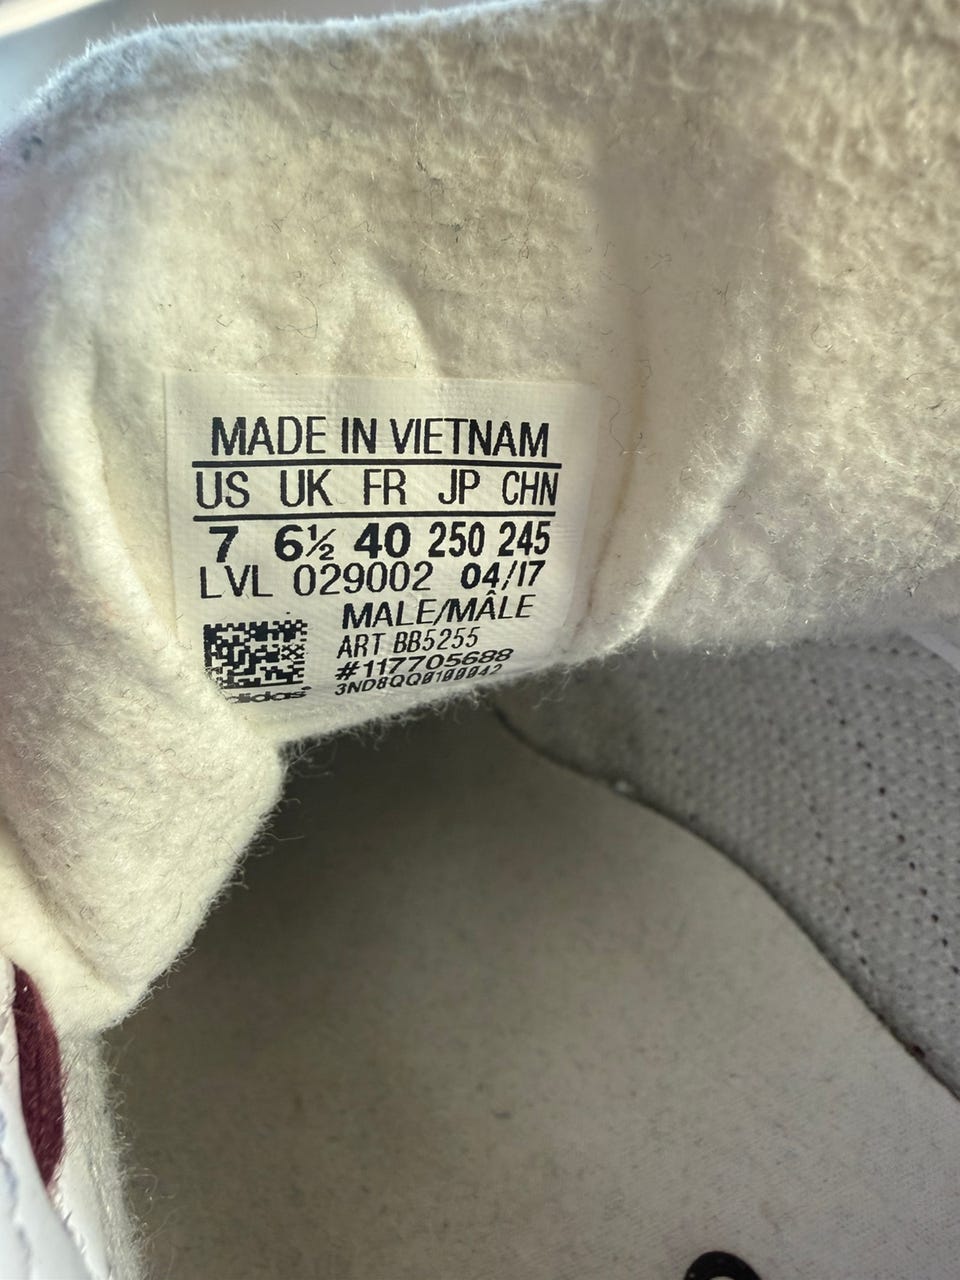 MADE IN VIETNAM
US UK FR JP CHN
7 6½ 40 250 245
LVL 029002 04/17
MALE/MÂLE
ART BB5255
#117705688
3ND8QQ0100042
adidas